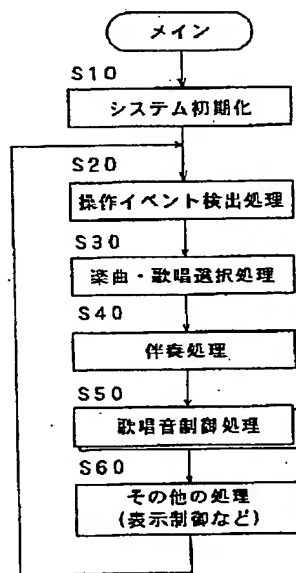 メイン
S10
システム初期化
S20
操作イベント検出処理
S30
楽曲・歌唱選択処理
S40
伴奏処理
S50
歌唱音制御処理
S60
その他の処理
(表示制御など)